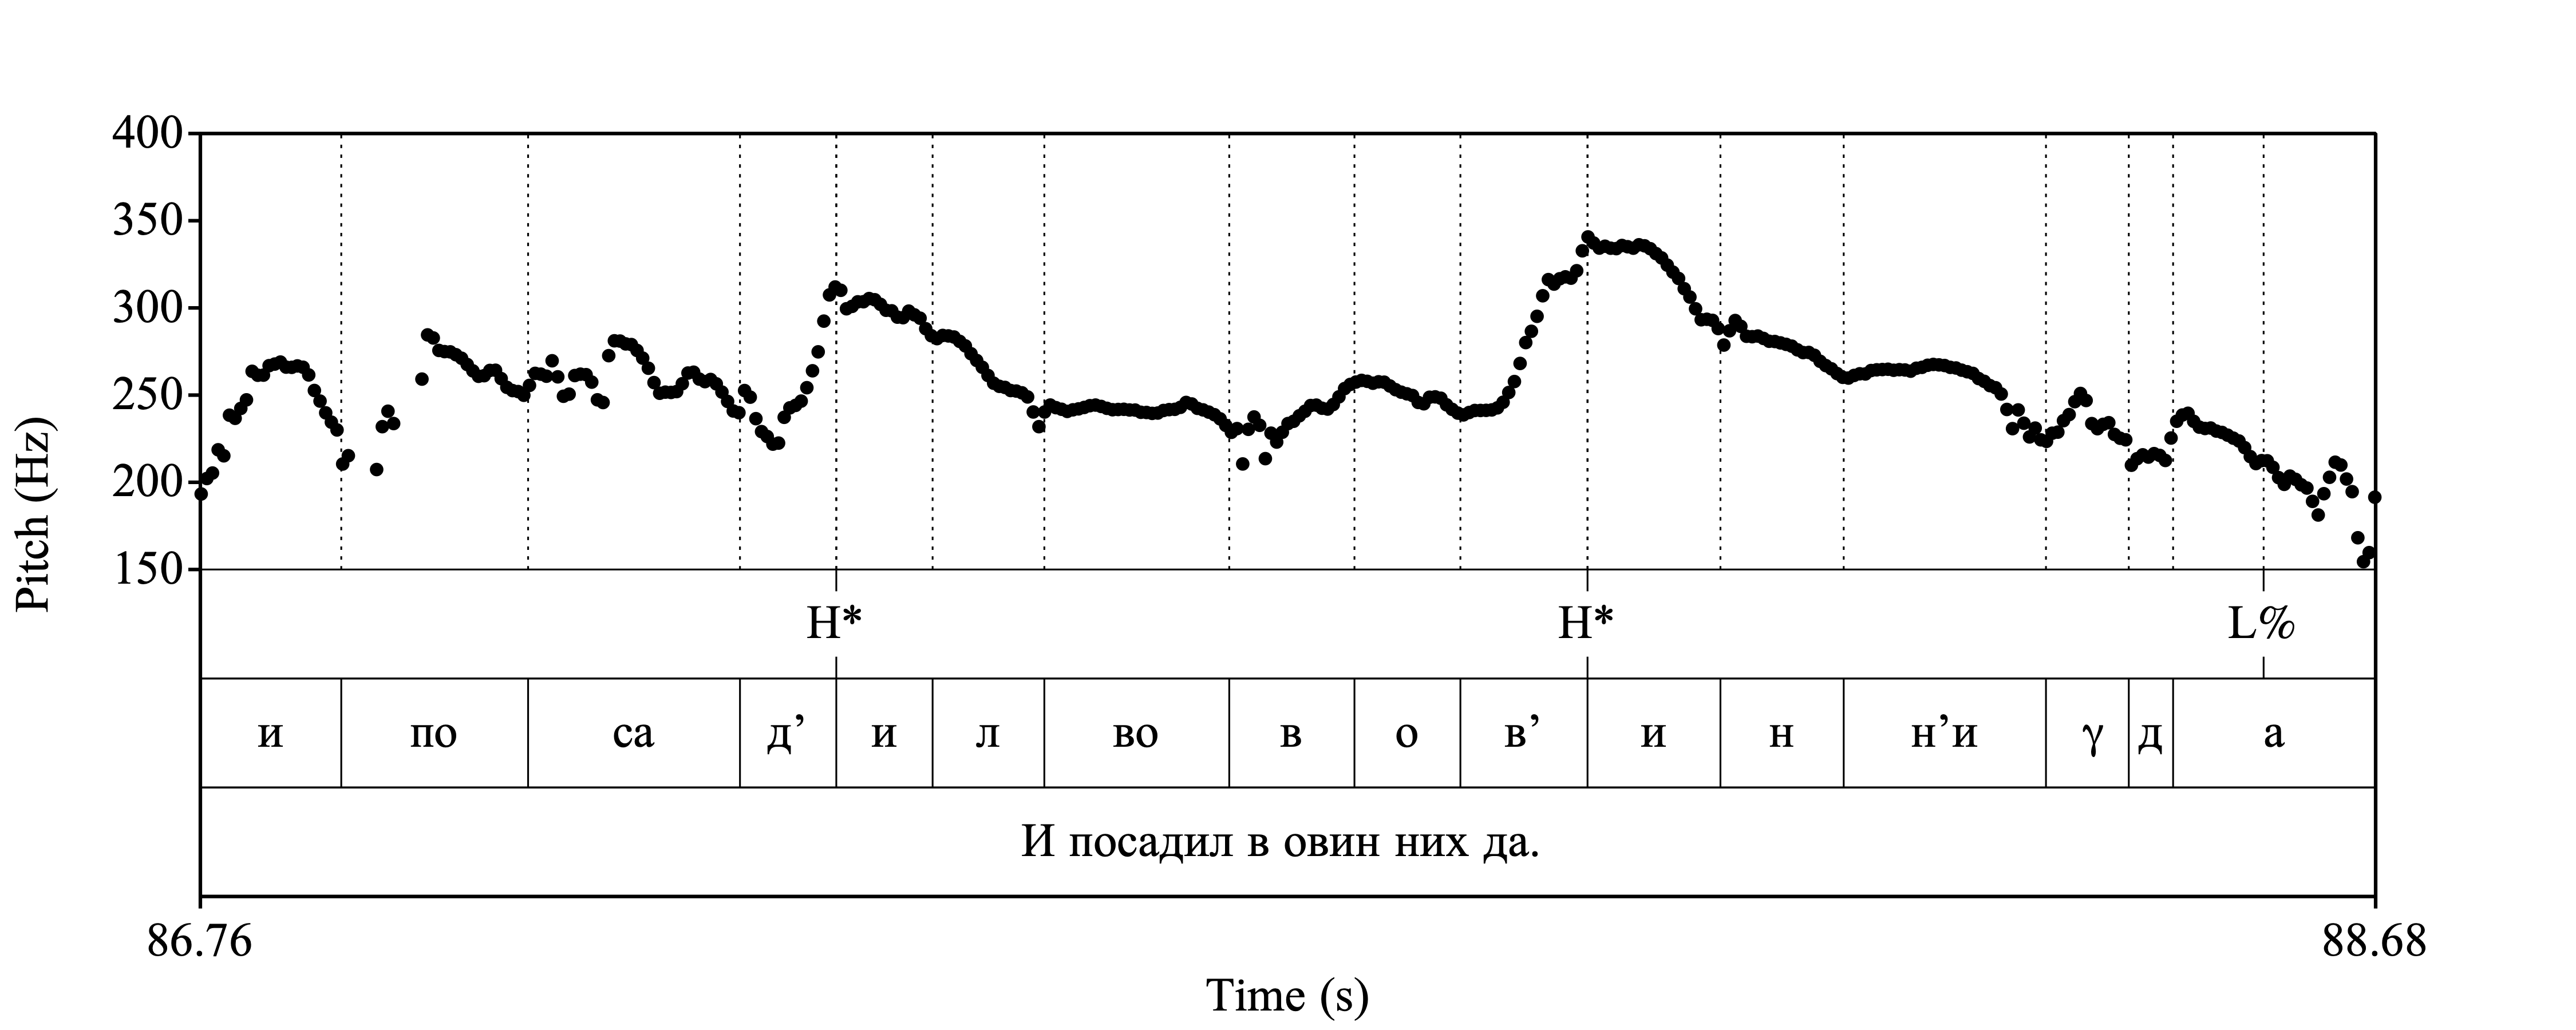 400
350
300
250
200
150
Pitch (Hz)
H* H* L%
и по са д’ и л во в о в’ и н н’и γ д а
И посадил в овин них да.
86.76 88.68
Time (s)